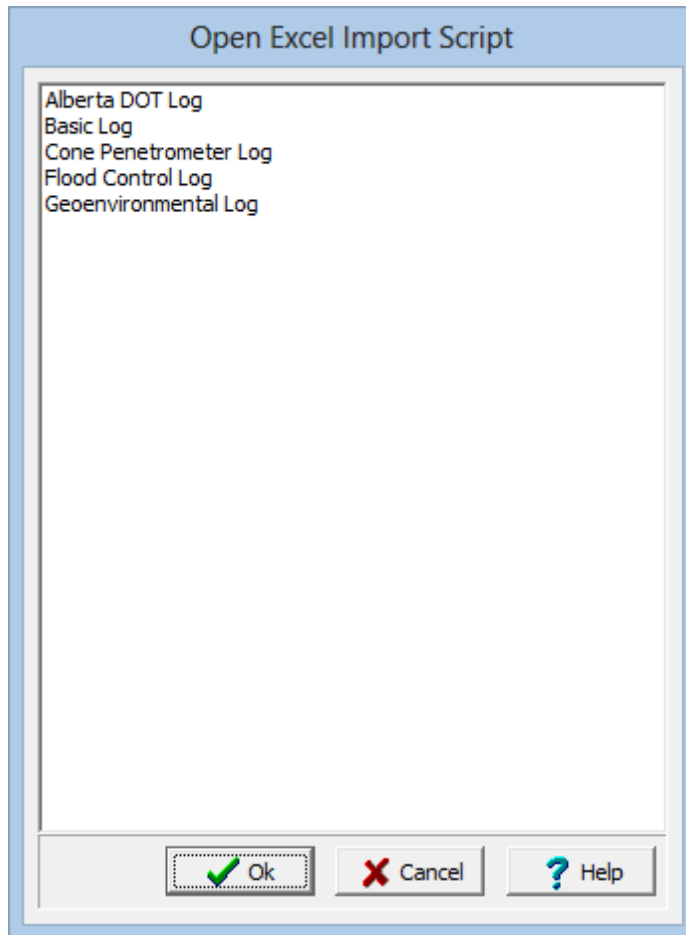 Open Excel Import Script
Alberta DOT Log
Basic Log
Cone Penetrometer Log
Flood Control Log
Geoenvironmental Log
Ok
Cancel
Help